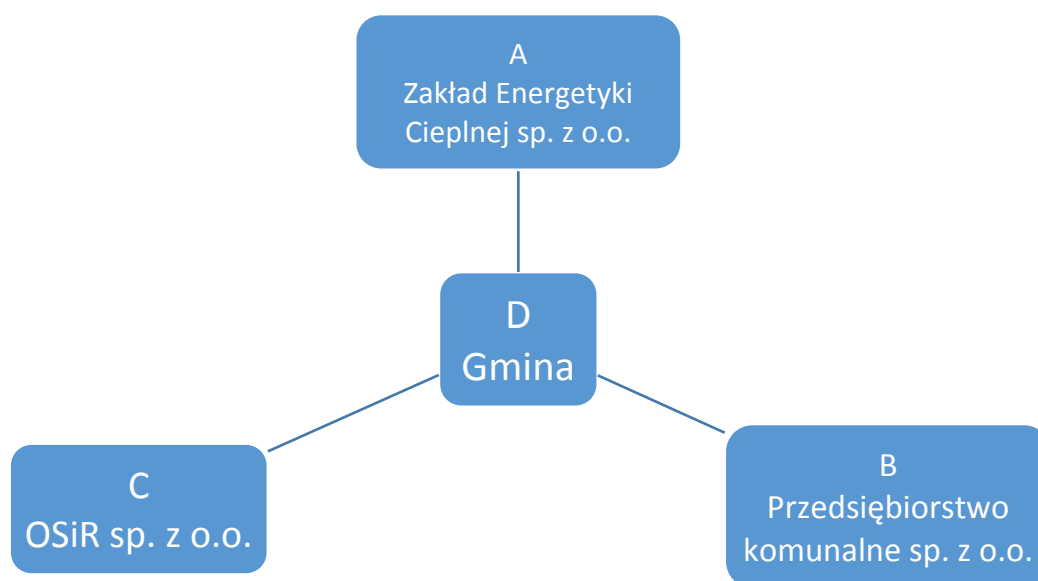 A
Zakład Energetyki
Cieplnej sp. z o.o.
D
Gmina
C
OSiR sp. z o.o.
B
Przedsiębiorstwo
komunalne sp. z o.o.